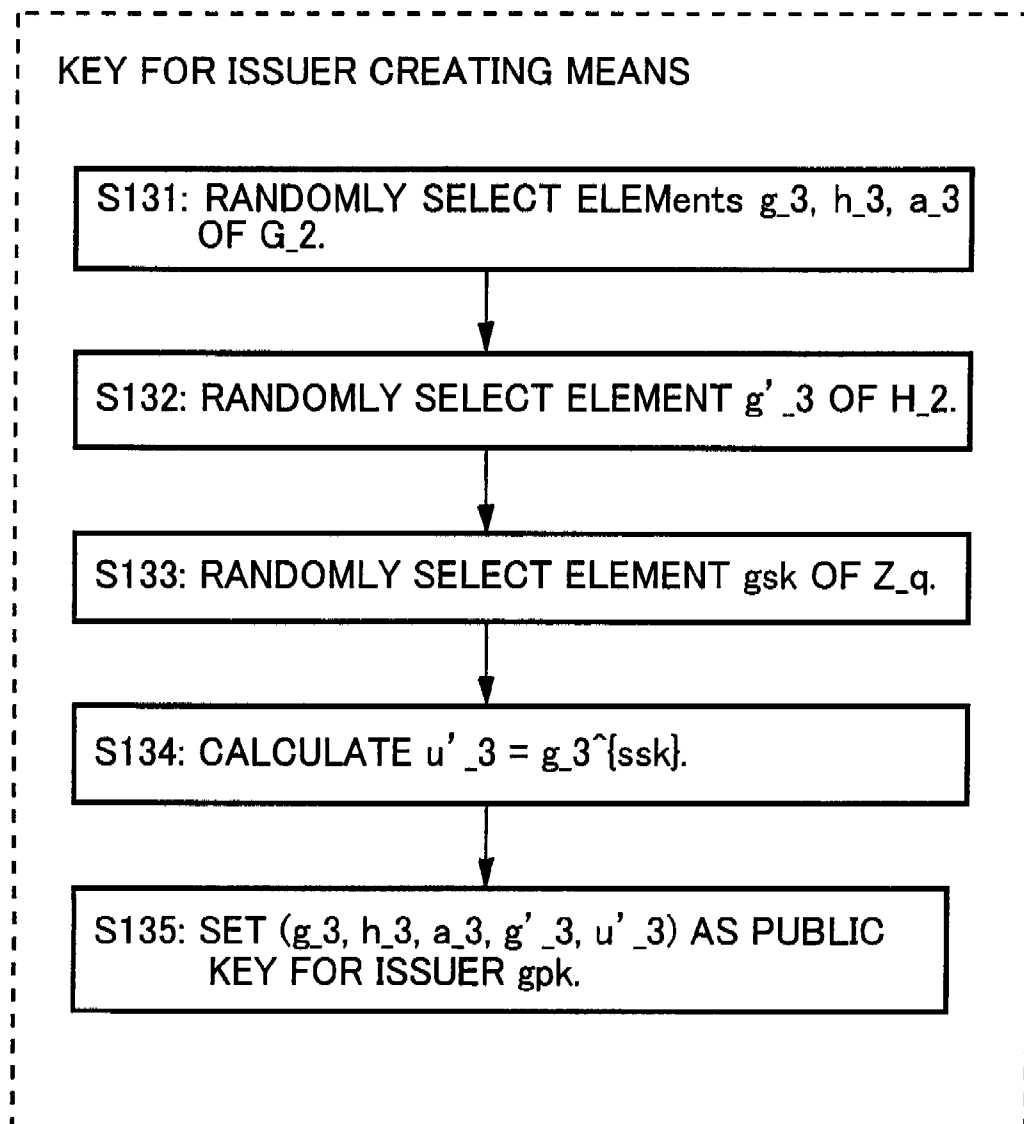 KEY FOR ISSUER CREATING MEANS
S131: RANDOMLY SELECT ELEMents g_3, h_3, a_3
OF G_2.
S132: RANDOMLY SELECT ELEMENT g'_3 OF H_2.
S133: RANDOMLY SELECT ELEMENT gsk OF Z_q.
S134: CALCULATE u'_3 = g_3^{ssk}.
S135: SET (g_3, h_3, a_3, g'_3, u'_3) AS PUBLIC
KEY FOR ISSUER gpk.